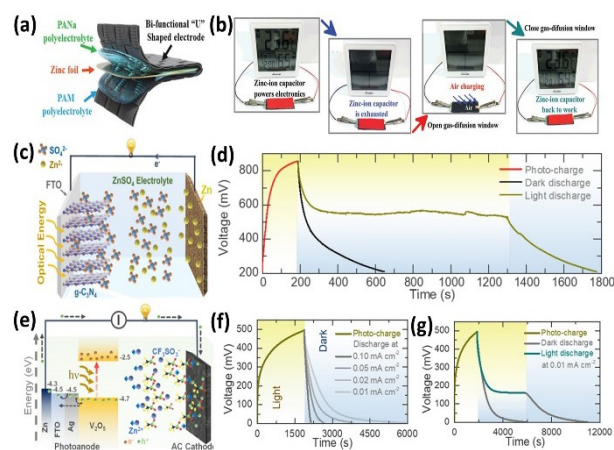 (a)
PANa
polyelectrolyte
Bi-functional “U”
Shaped electrode
Zinc foil
PAM
polyelectrolyte
(b)
Zinc-ion capacitor
powers electronics
Zinc-ion capacitor
is exhausted
Air charging
Air
Open gas-difusion window
Close gas-difusion window
Zinc-ion capacitor
back to work
(c)
SO₄²⁻
Zn²⁺
FTO
e⁻
ZnSO₄ Electrolyte
Zn
Optical Energy
g-C₃N₄
(d)
Voltage (mV)
800
600
400
200
Photo-charge
Dark discharge
Light discharge
0 200 400 600 800 1000 1200 1400 1600 1800
Time (s)
(e)
Energy (eV)
I
-2.5
hν
-4.3
-4.5
-4.5
-4.7
Zn
FTO
Ag
V₂O₅
Photoanode
e⁻ h⁺
Zn²⁺
AC Cathode
(f)
Voltage (mV)
500
400
300
200
100
0
Light
Dark
Photo-charge
Discharge at
0.10 mA cm⁻²
0.05 mA cm⁻²
0.02 mA cm⁻²
0.01 mA cm⁻²
0 1500 3000 4500 6000
Time (s)
(g)
Voltage (mV)
500
400
300
200
100
0
Photo-charge
Dark discharge
Light discharge
at 0.01 mA cm⁻²
0 2000 4000 6000 8000 10000 12000
Time (s)